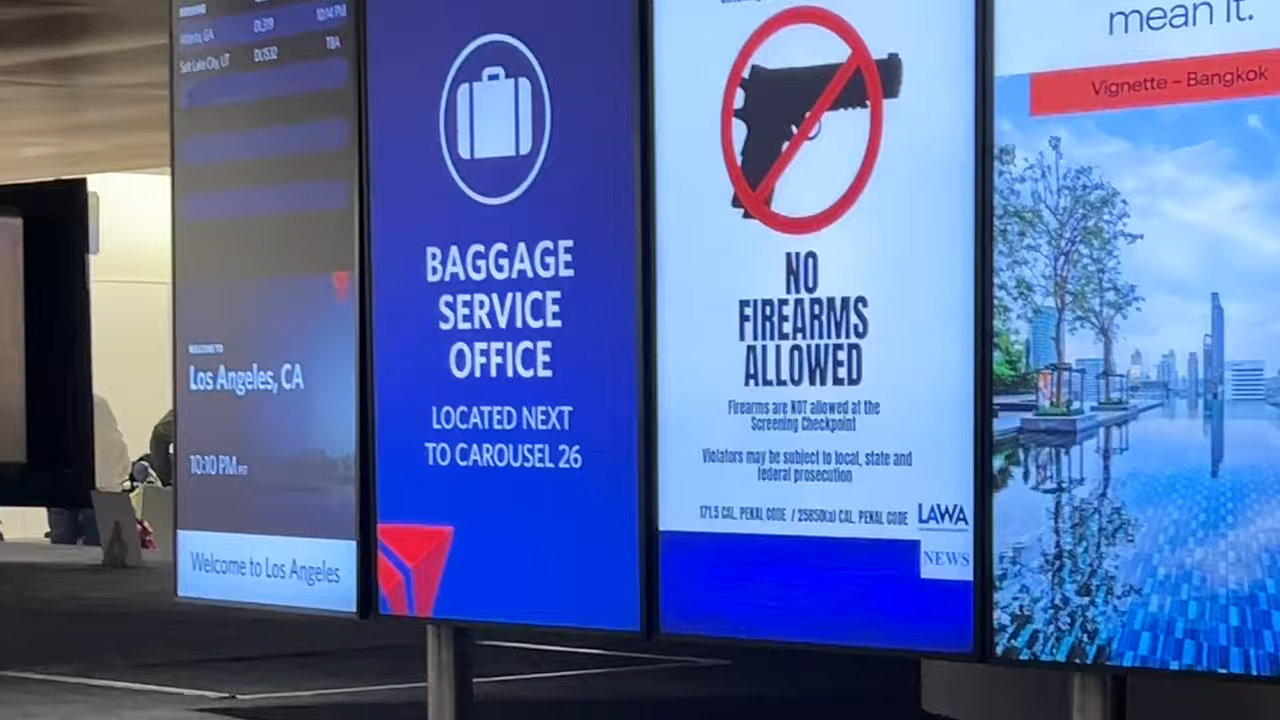 Atlanta, GA DL319 10:14 PM
Salt Lake City, UT DL1532 TBA
WELCOME TO
Los Angeles, CA
10:10 PM
Welcome to Los Angeles
BAGGAGE
SERVICE
OFFICE
LOCATED NEXT
TO CAROUSEL 26
NO
FIREARMS
ALLOWED
Firearms are NOT allowed at the
Screening Checkpoint
Violators may be subject to local, state and
federal prosecution
171.5 CAL. PENAL CODE / 25850(a) CAL. PENAL CODE
LAWA
NEWS
mean it.
Vignette – Bangkok